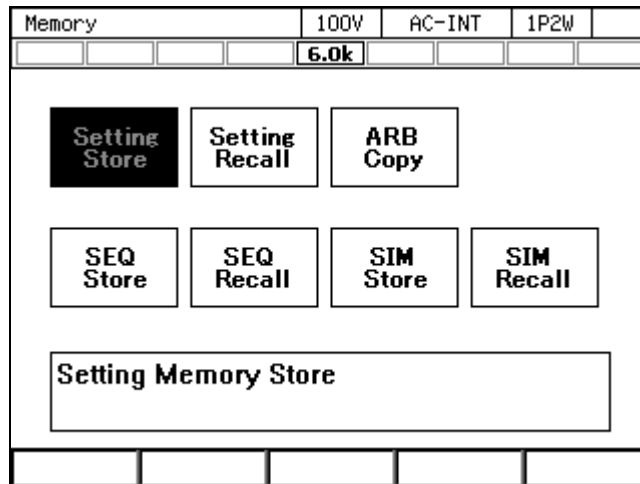 Memory 100V AC-INT 1P2W
6.0k
Setting Store
Setting Recall
ARB Copy
SEQ Store
SEQ Recall
SIM Store
SIM Recall
Setting Memory Store